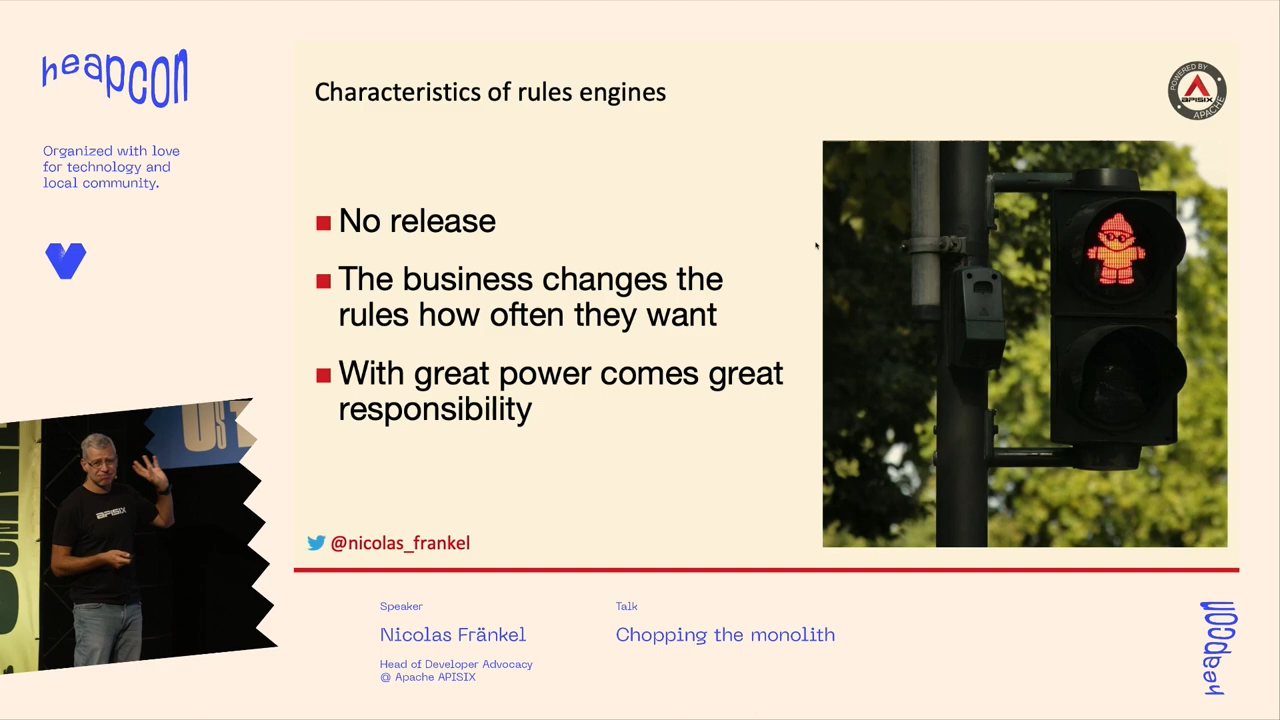 heapcon
Organized with love
for technology and
local community.
Characteristics of rules engines
POWERED BY
APISIX
APACHE
No release
The business changes the
rules how often they want
With great power comes great
responsibility
@nicolas_frankel
APISIX
Speaker
Nicolas Fränkel
Head of Developer Advocacy
@ Apache APISIX
Talk
Chopping the monolith
heapcon